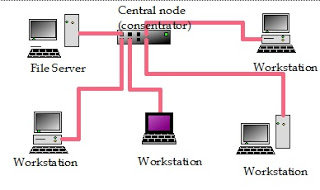 Central node
(consentrator)
File Server
Workstation
Workstation
Workstation
Workstation